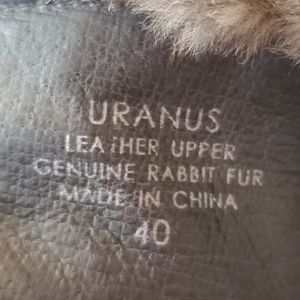 URANUS
LEATHER UPPER
GENUINE RABBIT FUR
MADE IN CHINA
40